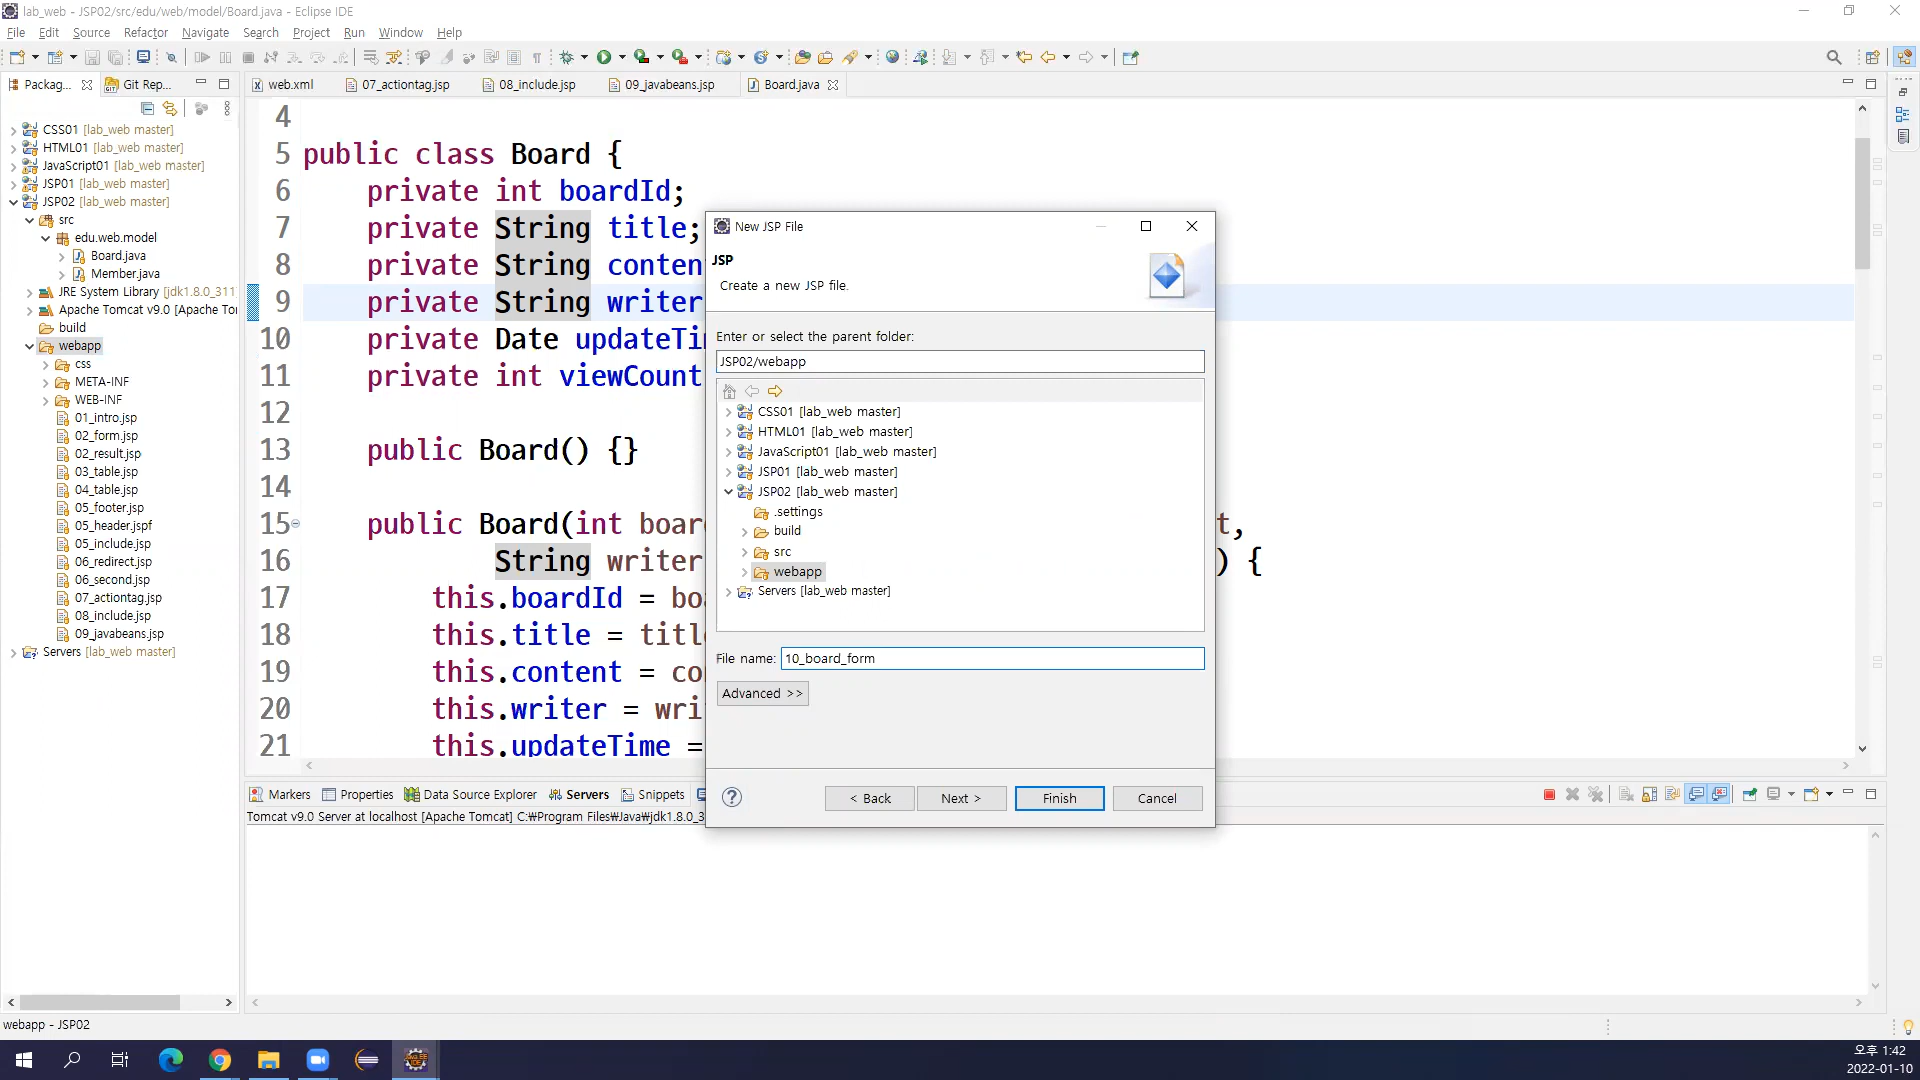 lab_web - JSP02/src/edu/web/model/Board.java - Eclipse IDE
File Edit Source Refactor Navigate Search Project Run Window Help
Packag... Git Rep...
web.xml 07_actiontag.jsp 08_include.jsp 09_javabeans.jsp Board.java
CSS01 [lab_web master]
HTML01 [lab_web master]
JavaScript01 [lab_web master]
JSP01 [lab_web master]
JSP02 [lab_web master]
src
edu.web.model
Board.java
Member.java
JRE System Library [jdk1.8.0_311]
Apache Tomcat v9.0 [Apache To
build
webapp
css
META-INF
WEB-INF
01_intro.jsp
02_form.jsp
02_result.jsp
03_table.jsp
04_table.jsp
05_footer.jsp
05_header.jspf
05_include.jsp
06_redirect.jsp
06_second.jsp
07_actiontag.jsp
08_include.jsp
09_javabeans.jsp
Servers [lab_web master]
4
5 public class Board {
6 private int boardId;
7 private String title;
8 private String conten
9 private String writer
10 private Date updateTi
11 private int viewCount
12
13 public Board() {}
14
15 public Board(int boar t,
16 String writer ) {
17 this.boardId = boa
18 this.title = titl
19 this.content = co
20 this.writer = wri
21 this.updateTime =
New JSP File
JSP
Create a new JSP file.
Enter or select the parent folder:
JSP02/webapp
CSS01 [lab_web master]
HTML01 [lab_web master]
JavaScript01 [lab_web master]
JSP01 [lab_web master]
JSP02 [lab_web master]
.settings
build
src
webapp
Servers [lab_web master]
File name: 10_board_form
Advanced >>
< Back Next > Finish Cancel
Markers Properties Data Source Explorer Servers Snippets
Tomcat v9.0 Server at localhost [Apache Tomcat] C:₩Program Files₩Java₩jdk1.8.0_3
webapp - JSP02
오후 1:42
2022-01-10